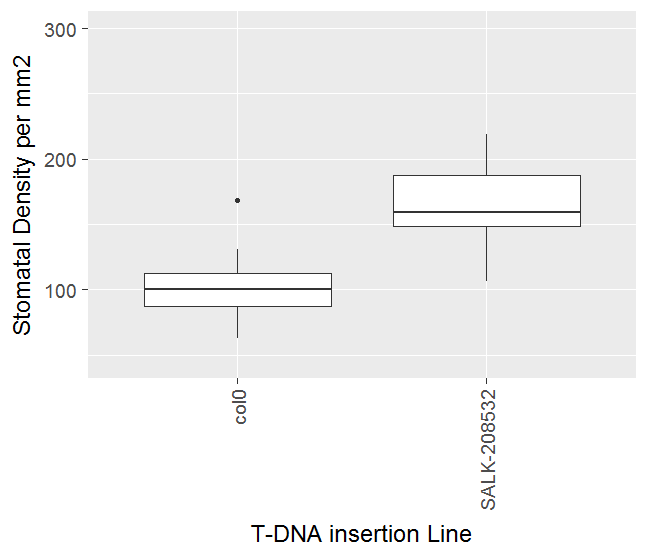 Stomatal Density per mm2
300
200
100
col0
SALK-208532
T-DNA insertion Line